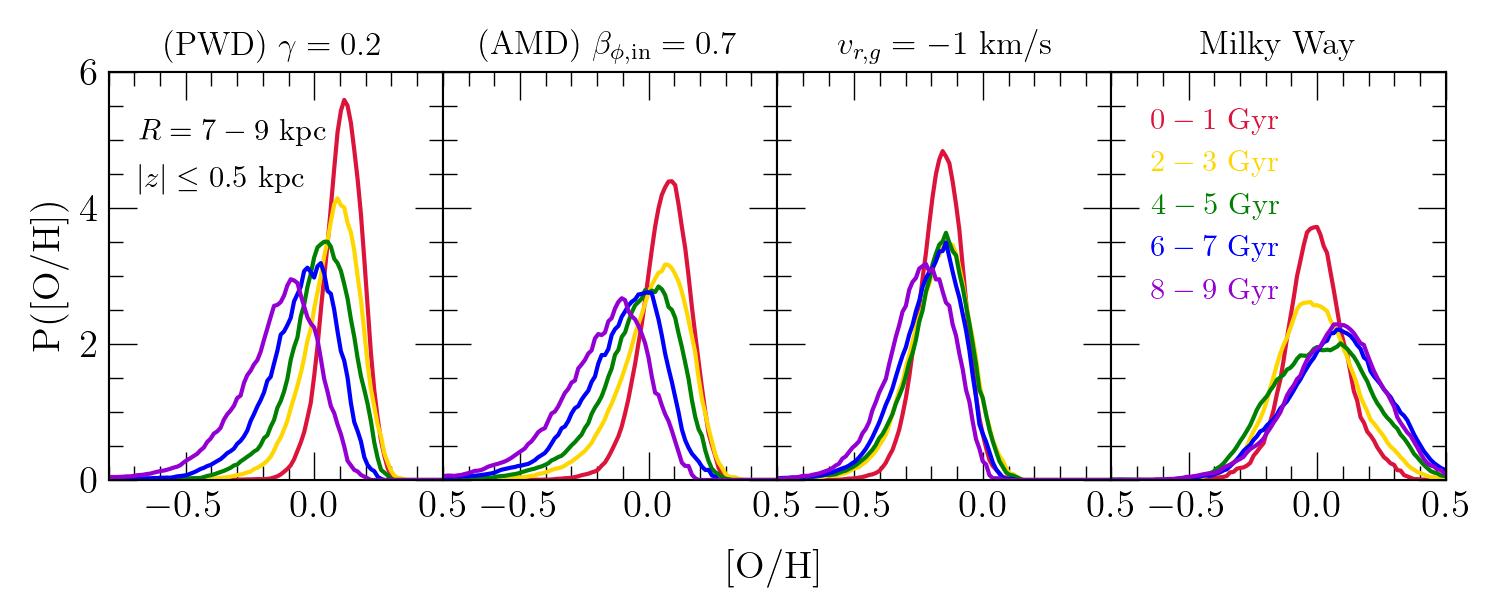 (PWD) γ = 0.2
(AMD) βϕ,in = 0.7
vr,g = −1 km/s
Milky Way
R = 7 − 9 kpc
|z| ≤ 0.5 kpc
0 − 1 Gyr
2 − 3 Gyr
4 − 5 Gyr
6 − 7 Gyr
8 − 9 Gyr
P([O/H])
6
4
2
0
−0.5 0.0 0.5 −0.5 0.0 0.5 −0.5 0.0 0.5 −0.5 0.0 0.5
[O/H]